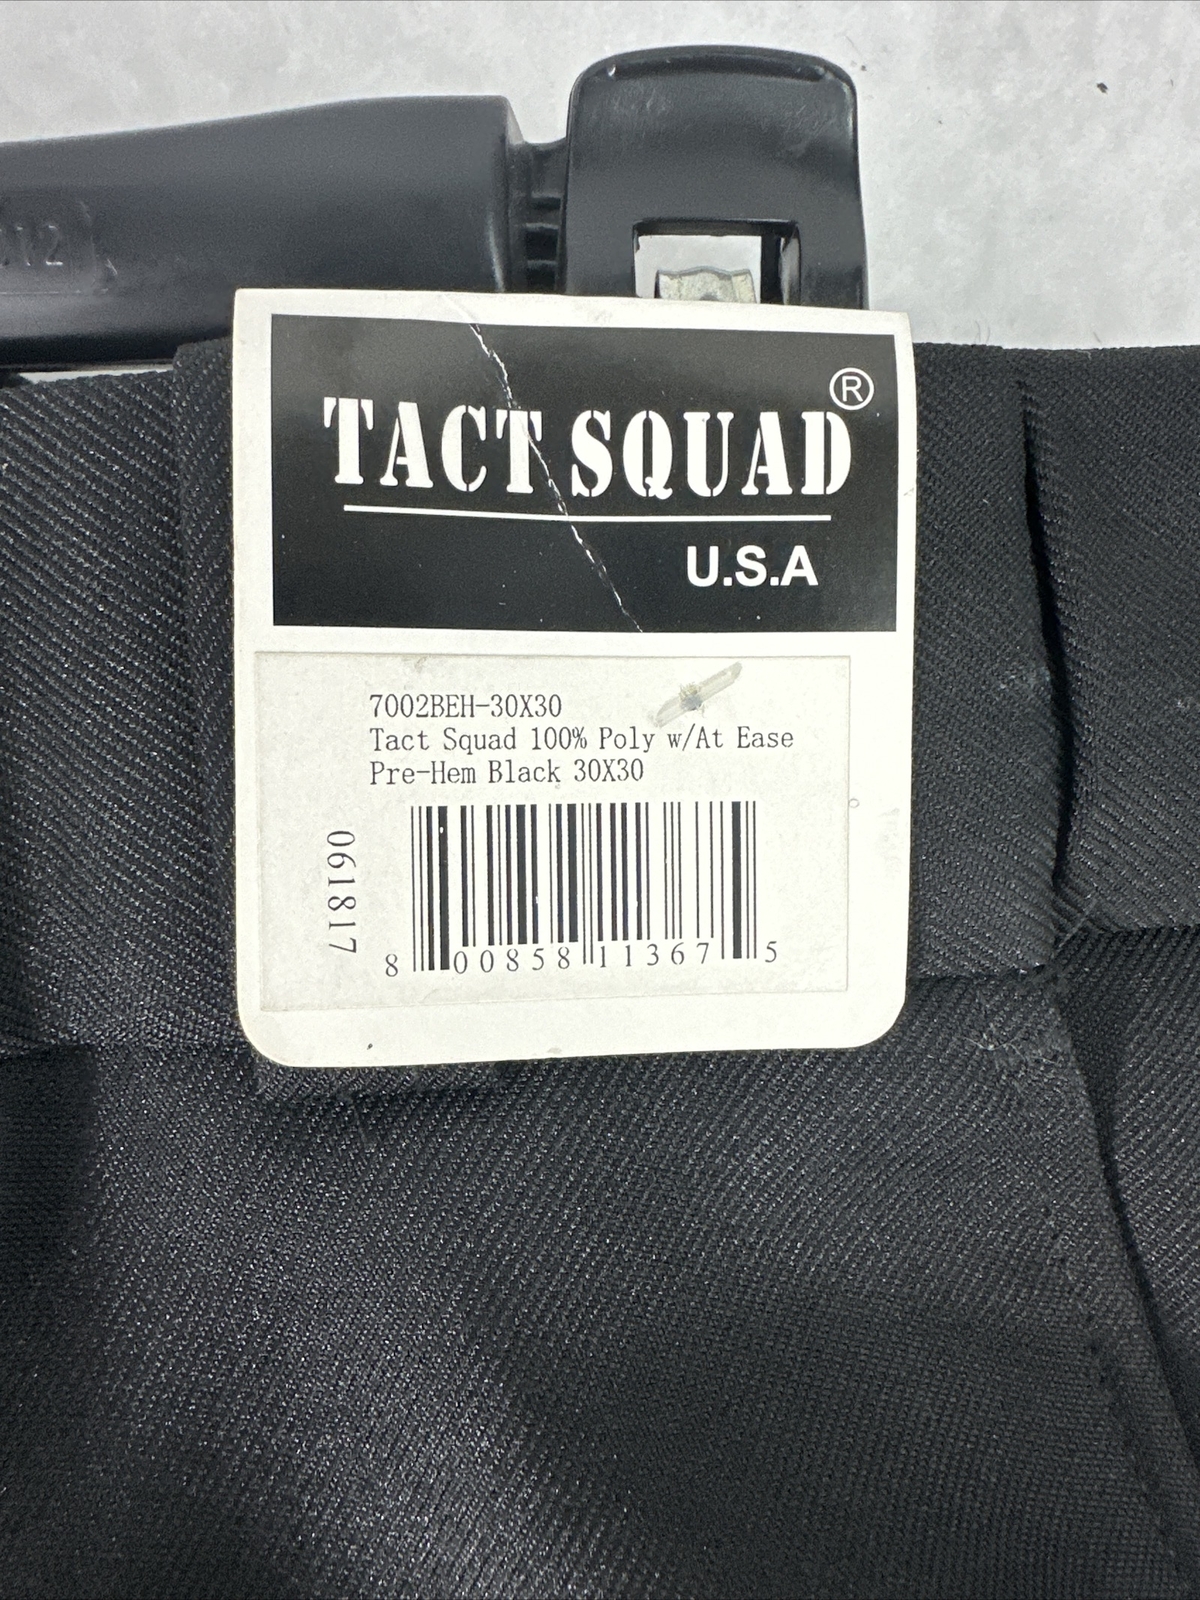 TACT SQUAD®
U.S.A
7002BEH-30X30
Tact Squad 100% Poly w/At Ease
Pre-Hem Black 30X30
061817
8 00858 11367 5